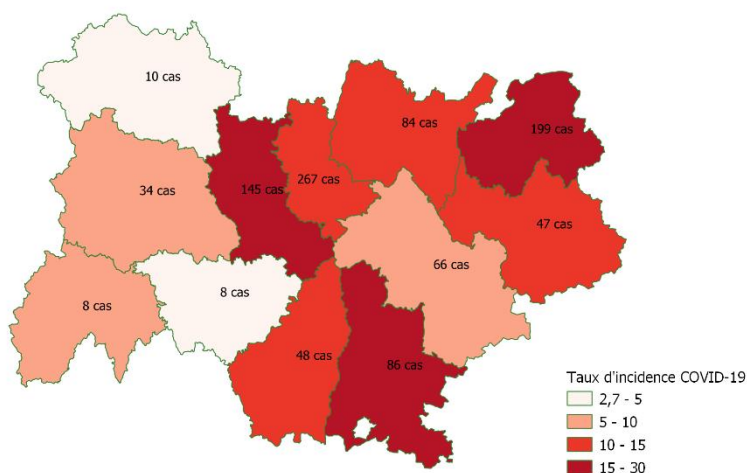 10 cas
84 cas
199 cas
34 cas
145 cas
267 cas
47 cas
66 cas
8 cas
8 cas
48 cas
86 cas
Taux d'incidence COVID-19
2,7 - 5
5 - 10
10 - 15
15 - 30